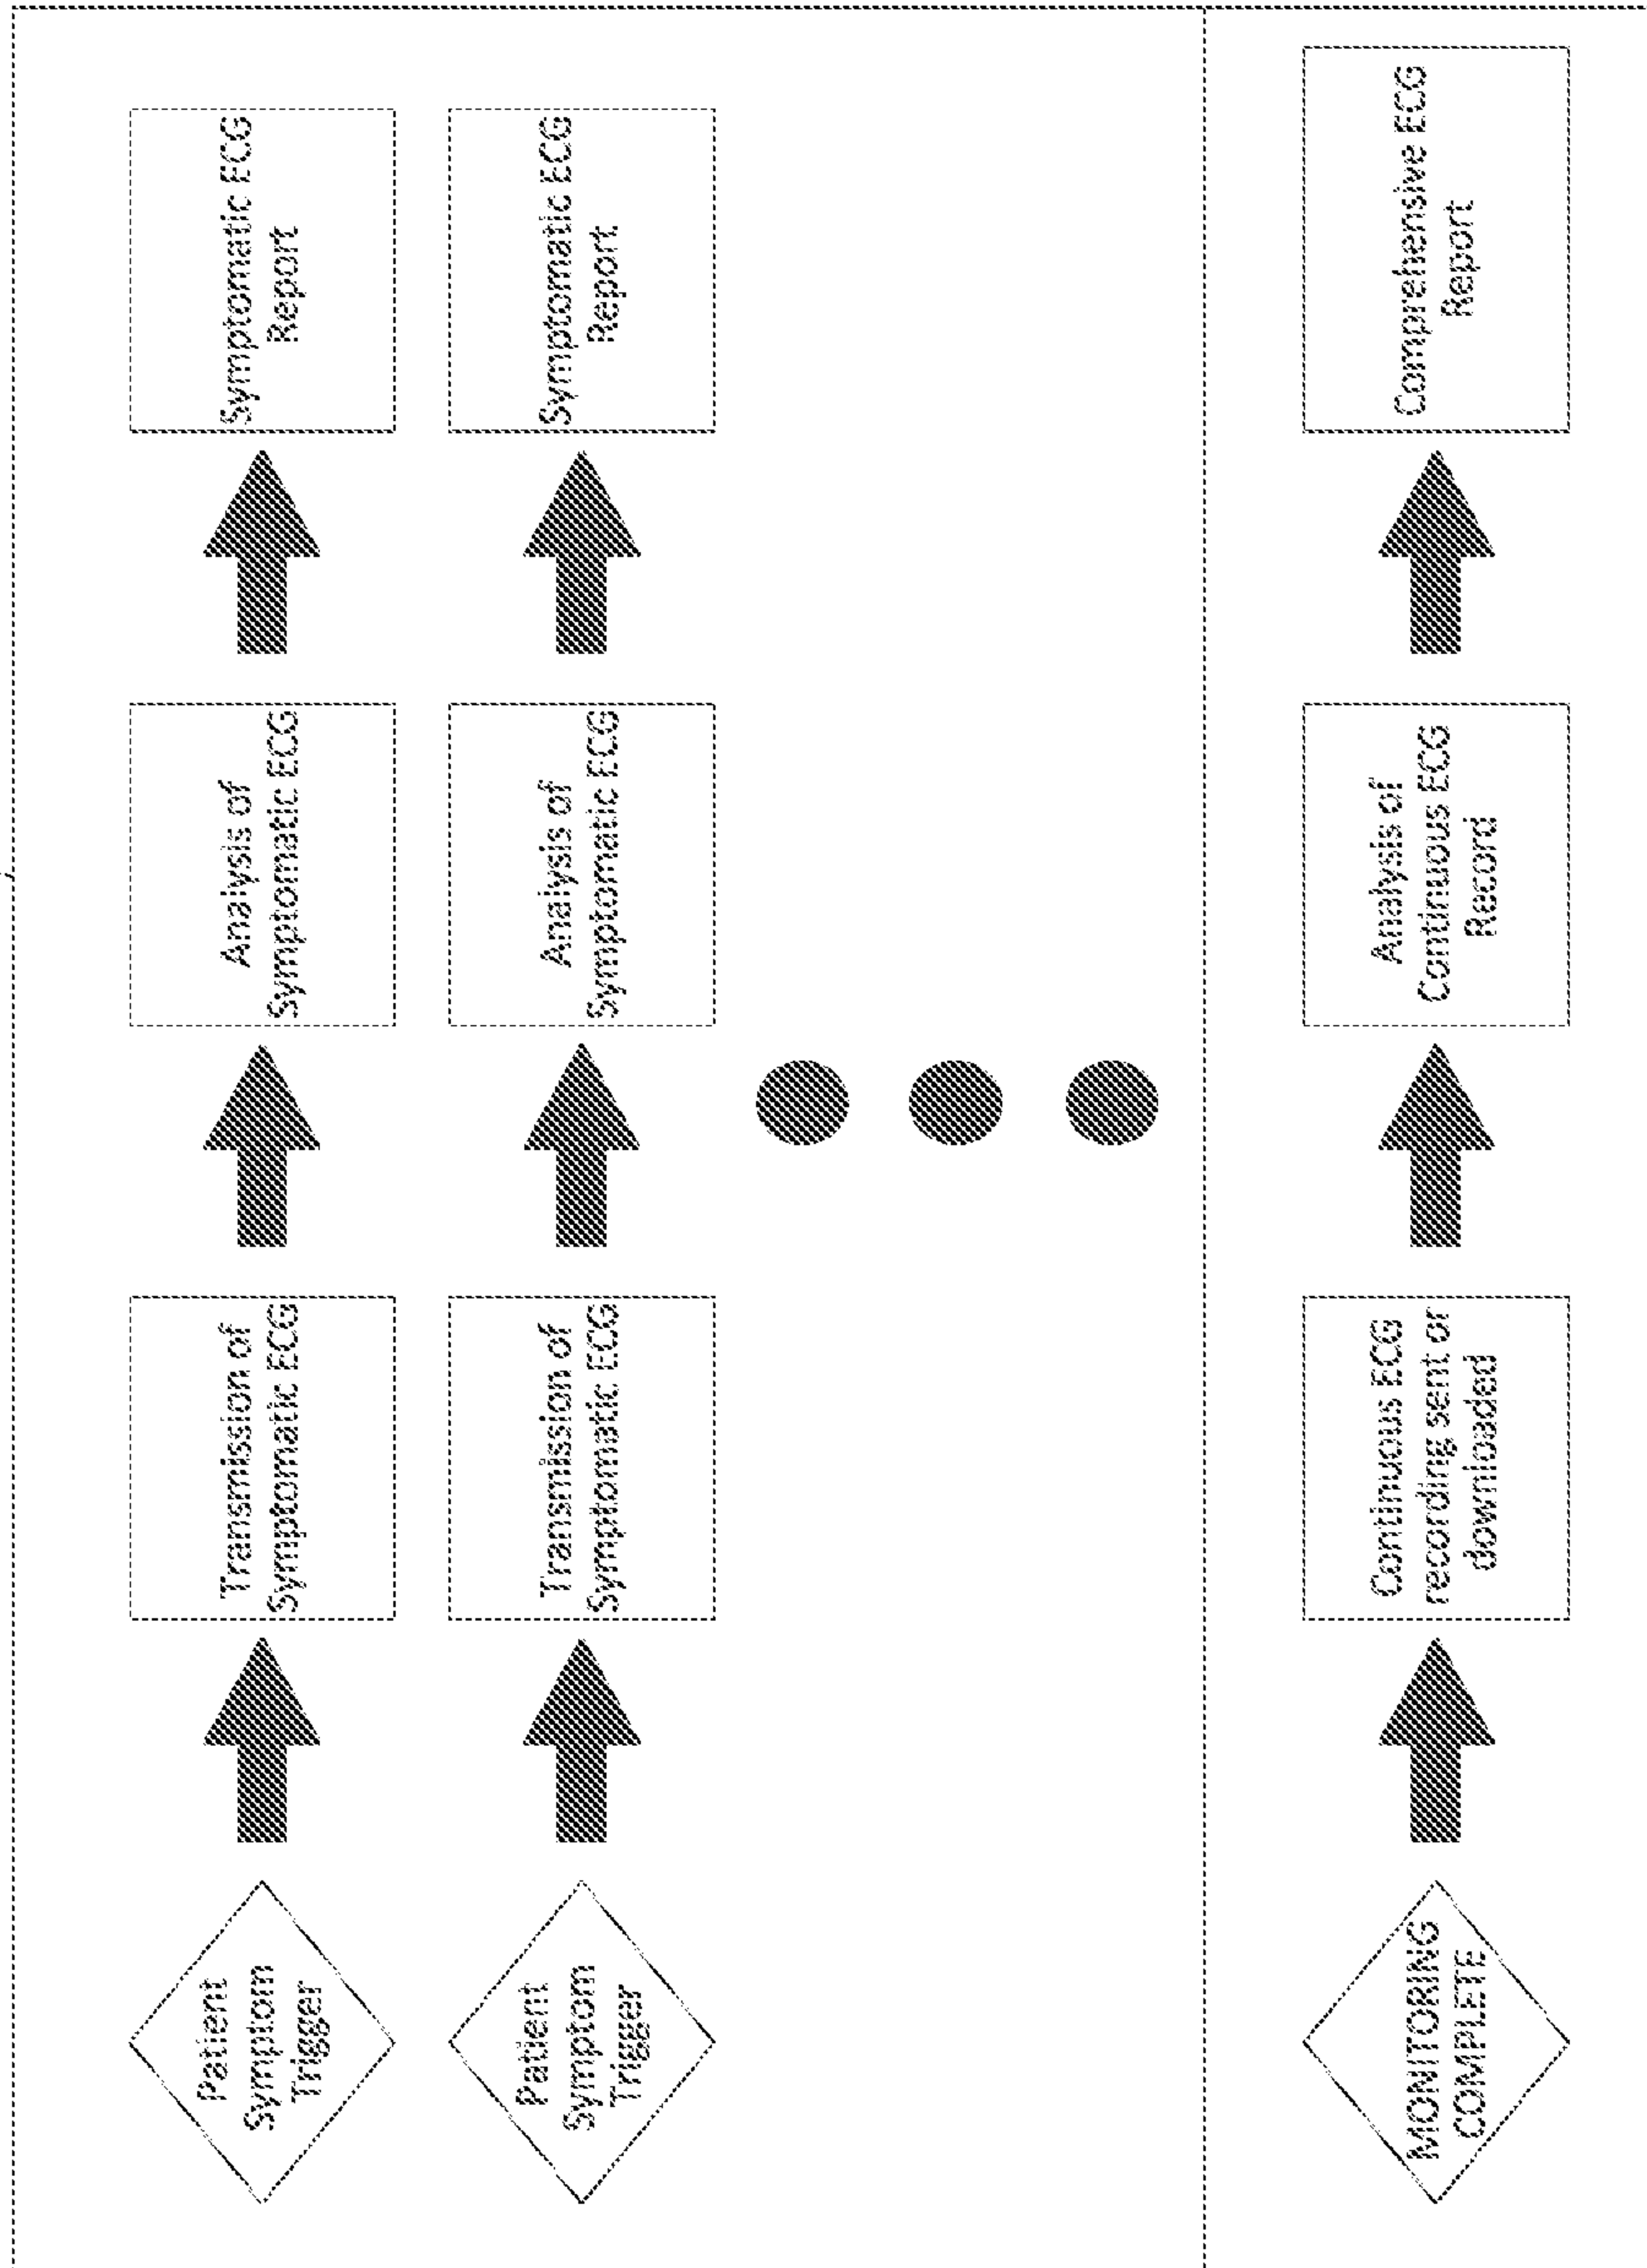 Patient
Symptom
Trigger
Transmission of
Symptomatic ECG
Analysis of
Symptomatic ECG
Symptomatic ECG
Report
Patient
Symptom
Trigger
Transmission of
Symptomatic ECG
Analysis of
Symptomatic ECG
Symptomatic ECG
Report
MONITORING
COMPLETE
Continuous ECG
recording sent or
downloaded
Analysis of
Continuous ECG
Record
Comprehensive ECG
Report